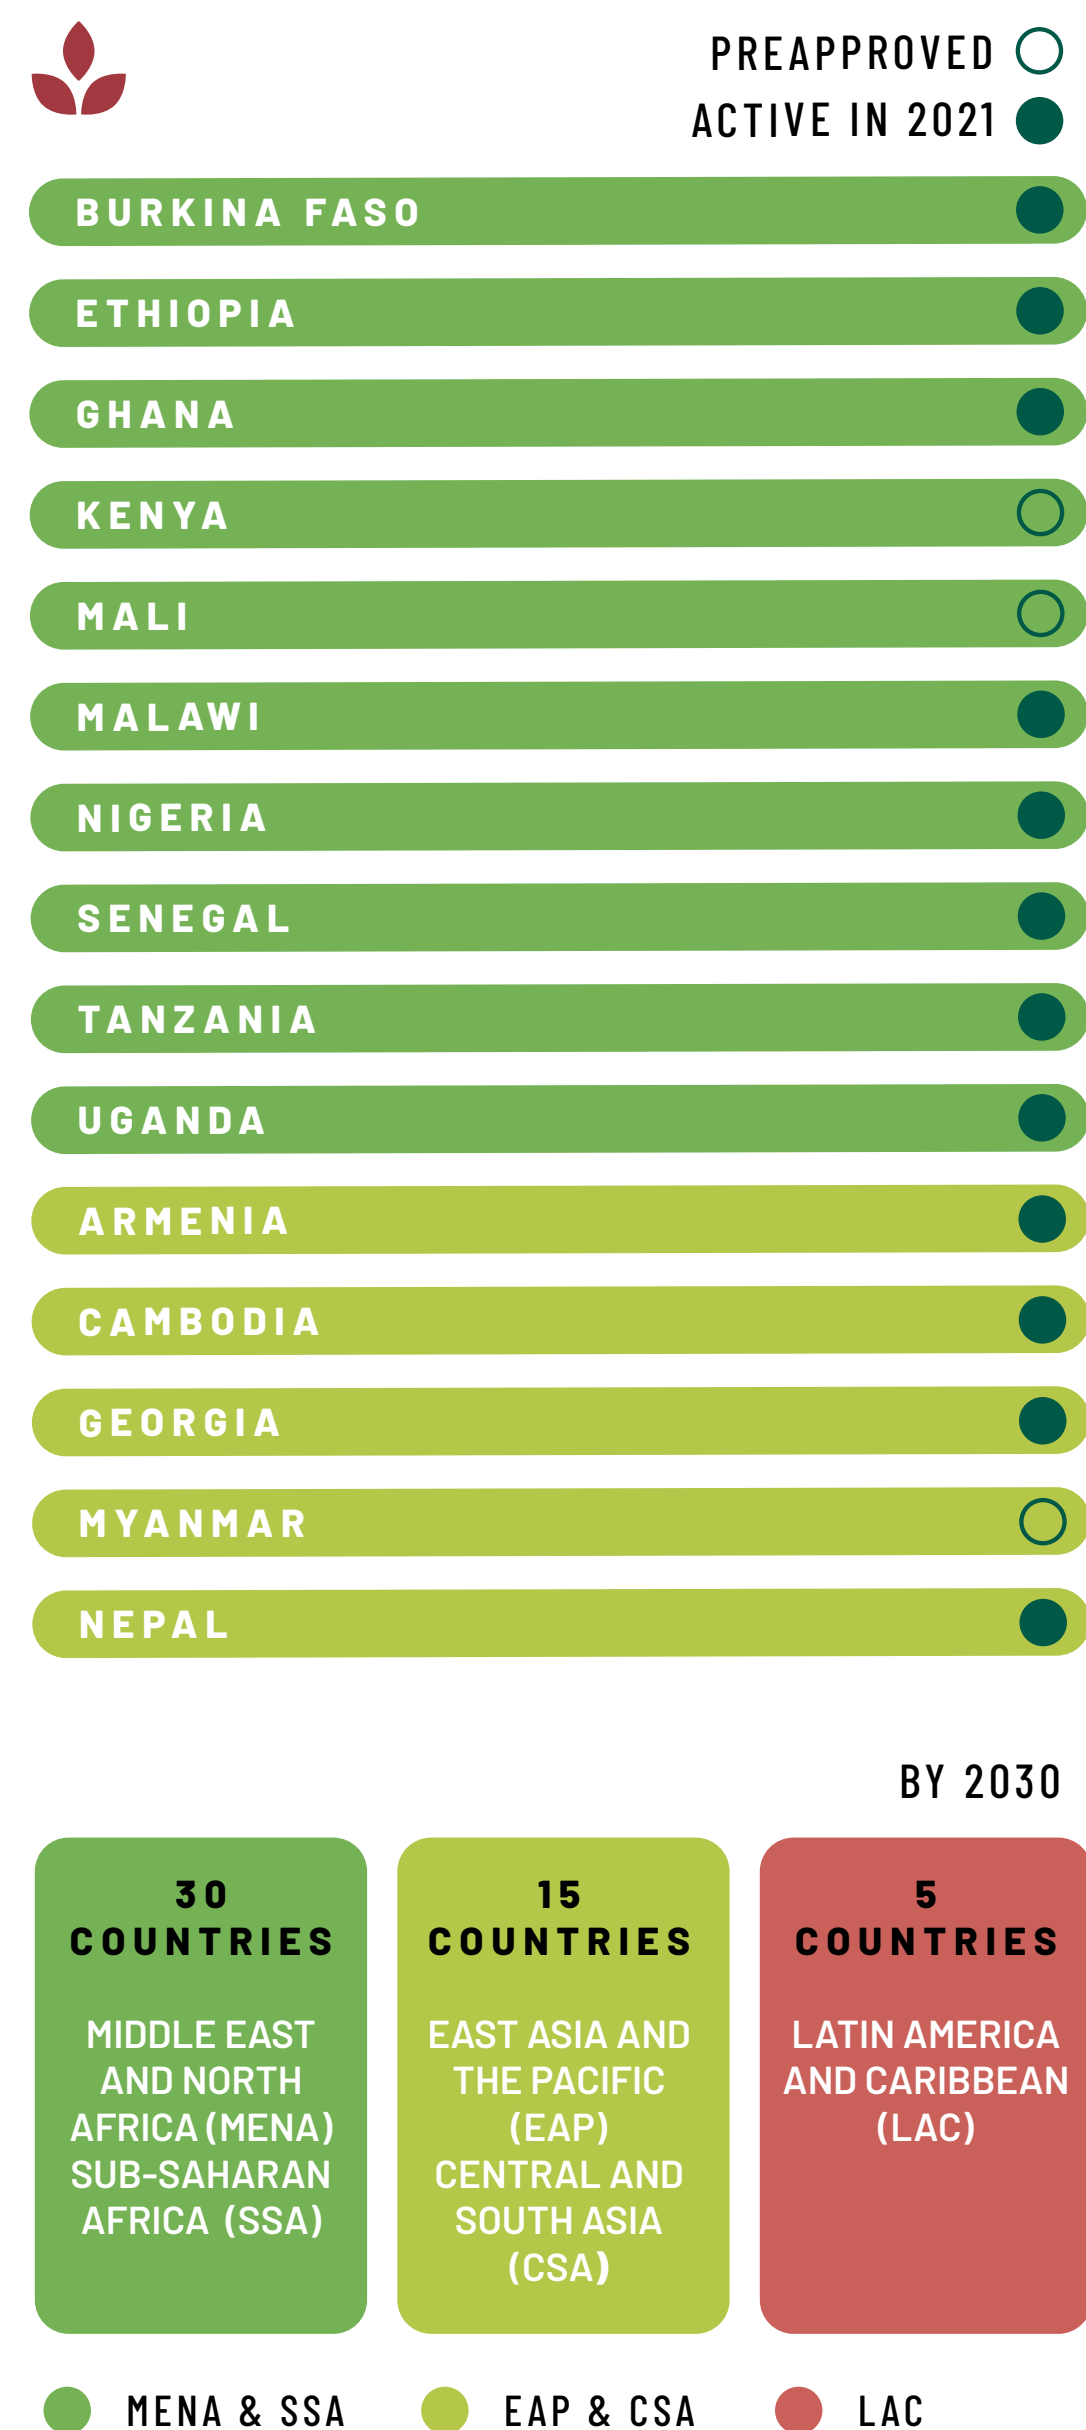 PREAPPROVED
ACTIVE IN 2021
BURKINA FASO
ETHIOPIA
GHANA
KENYA
MALI
MALAWI
NIGERIA
SENEGAL
TANZANIA
UGANDA
ARMENIA
CAMBODIA
GEORGIA
MYANMAR
NEPAL
BY 2030
30
COUNTRIES
MIDDLE EAST
AND NORTH
AFRICA (MENA)
SUB-SAHARAN
AFRICA (SSA)
15
COUNTRIES
EAST ASIA AND
THE PACIFIC
(EAP)
CENTRAL AND
SOUTH ASIA
(CSA)
5
COUNTRIES
LATIN AMERICA
AND CARIBBEAN
(LAC)
MENA & SSA
EAP & CSA
LAC